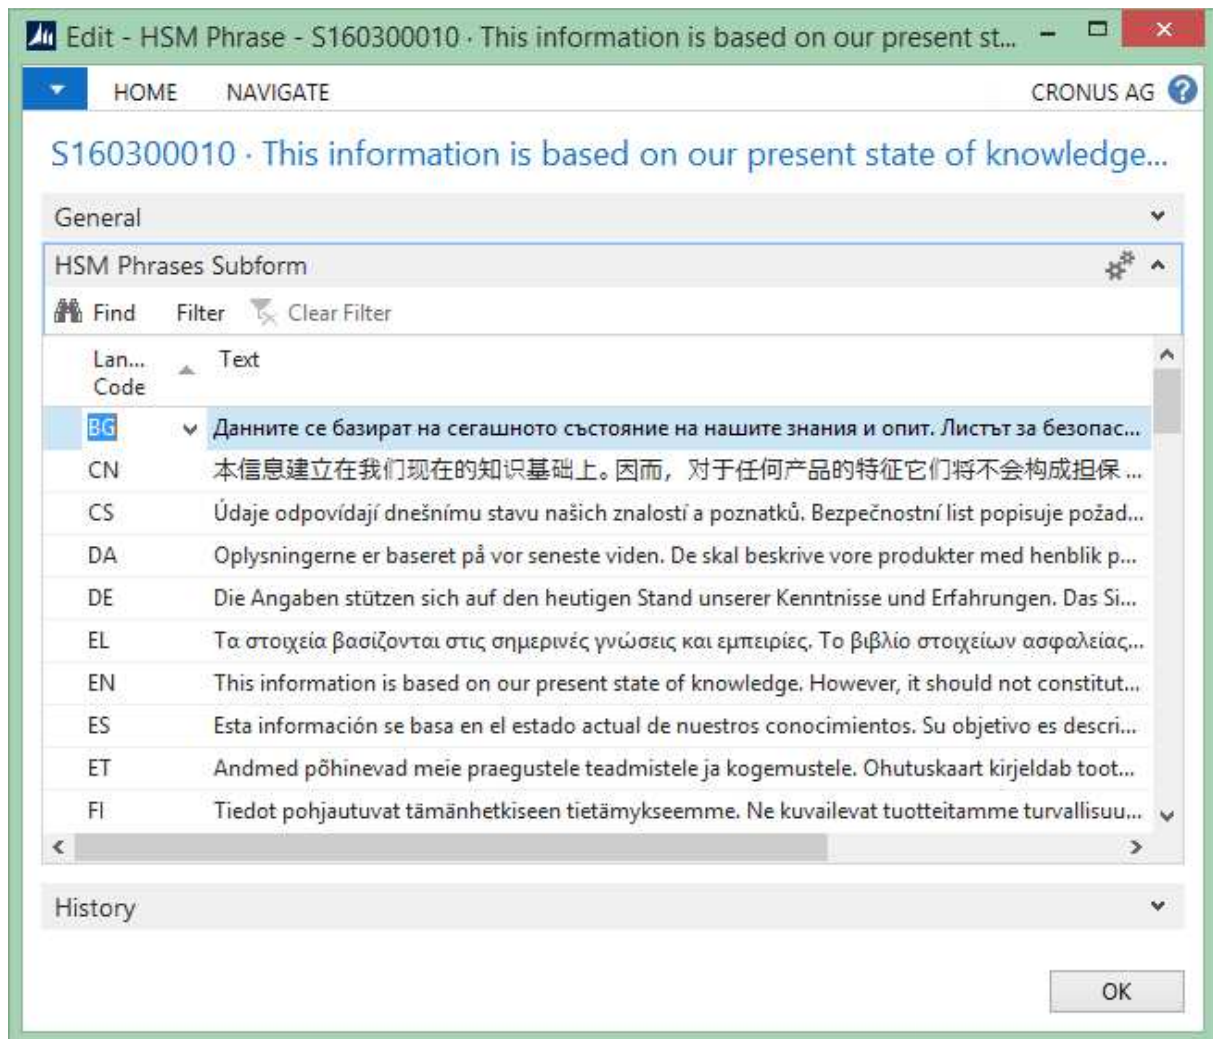 Edit - HSM Phrase - S160300010 · This information is based on our present st...
HOME NAVIGATE CRONUS AG
S160300010 · This information is based on our present state of knowledge...
General
HSM Phrases Subform
Find Filter Clear Filter
Lan... Code Text
BG Данните се базират на сегашното състояние на нашите знания и опит. Листът за безопас...
CN 本信息建立在我们现在的知识基础上。因而，对于任何产品的特征它们将不会构成担保 ...
CS Údaje odpovídají dnešnímu stavu našich znalostí a poznatků. Bezpečnostní list popisuje požad...
DA Oplysningerne er baseret på vor seneste viden. De skal beskrive vore produkter med henblik p...
DE Die Angaben stützen sich auf den heutigen Stand unserer Kenntnisse und Erfahrungen. Das Si...
EL Τα στοιχεία βασίζονται στις σημερινές γνώσεις και εμπειρίες. Το βιβλίο στοιχείων ασφαλείας...
EN This information is based on our present state of knowledge. However, it should not constitut...
ES Esta información se basa en el estado actual de nuestros conocimientos. Su objetivo es descri...
ET Andmed põhinevad meie praegustele teadmistele ja kogemustele. Ohutuskaart kirjeldab toot...
FI Tiedot pohjautuvat tämänhetkiseen tietämykseemme. Ne kuvailevat tuotteitamme turvallisuu...
History
OK